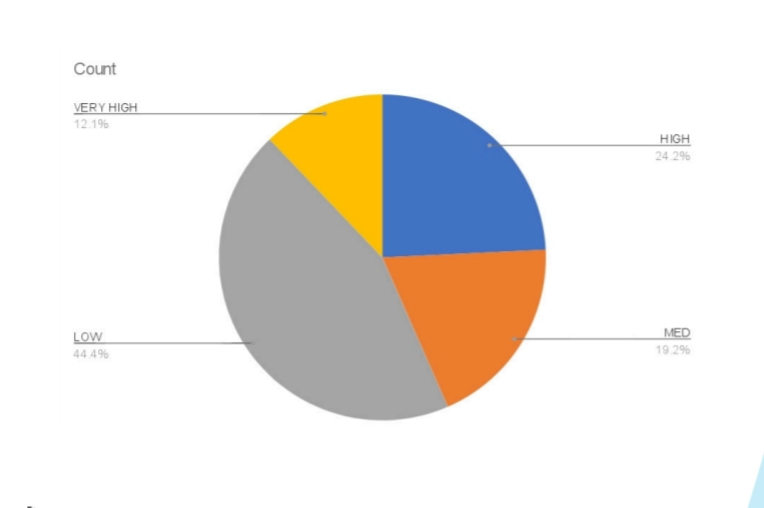 Count
VERY HIGH
12.1%
HIGH
24.2%
LOW
44.4%
MED
19.2%